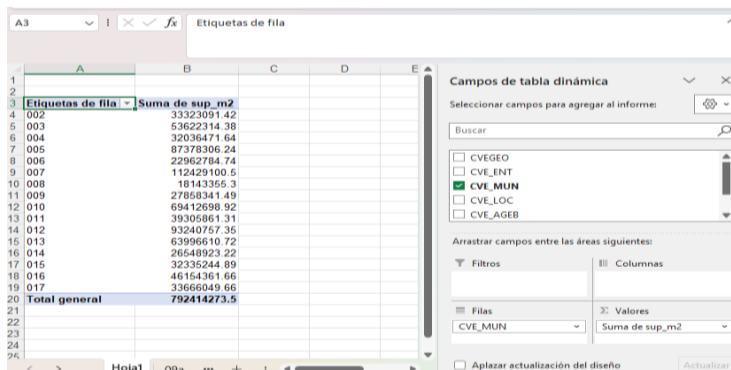 A3
fx
Etiquetas de fila
A B C D E
1
2
3 Etiquetas de fila Suma de sup_m2
4 002 33323091.42
5 003 53622314.38
6 004 32036471.64
7 005 87378306.24
8 006 22962784.74
9 007 112429100.5
10 008 18143355.3
11 009 27858341.49
12 010 69412698.92
13 011 39305861.31
14 012 93240757.35
15 013 63996610.72
16 014 26548923.22
17 015 32335244.89
18 016 46154361.66
19 017 33666049.66
20 Total general 792414273.5
21
22
23
24
25
Hoja1 09a ... +
Campos de tabla dinámica
Seleccionar campos para agregar al informe:
Buscar
CVEGEO
CVE_ENT
CVE_MUN
CVE_LOC
CVE_AGEB
Arrastrar campos entre las áreas siguientes:
Filtros
Columnas
Filas
Σ Valores
CVE_MUN
Suma de sup_m2
Aplazar actualización del diseño
Actualizar